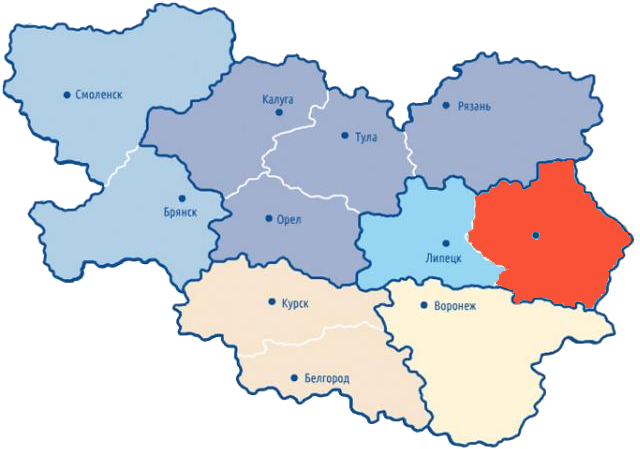 Смоленск
Калуга
Рязань
Тула
Брянск
Орел
Липецк
Курск
Воронеж
Белгород